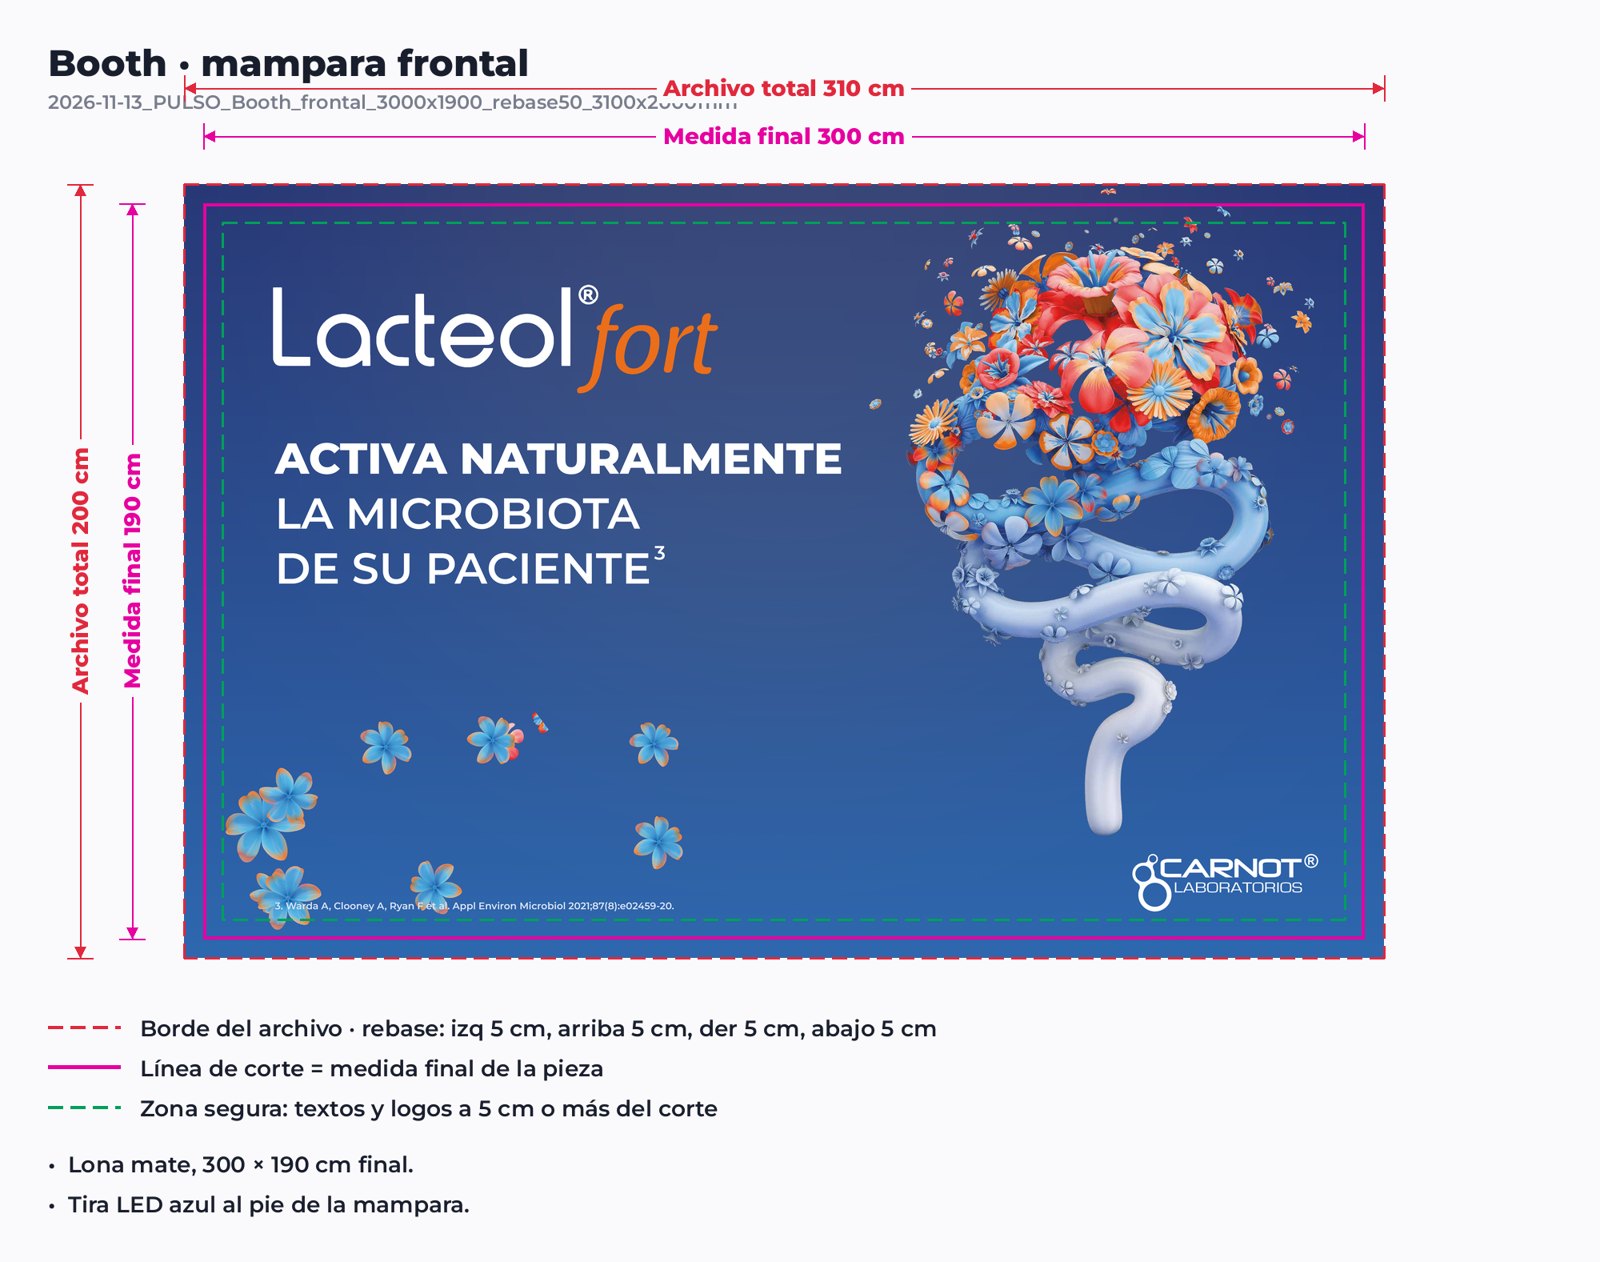 Booth · mampara frontal
2026-11-13_PULSO_Booth_frontal_3000x1900_rebase50_3100x2000mm
Archivo total 310 cm
Medida final 300 cm
Archivo total 200 cm
Medida final 190 cm
Lacteol® fort
ACTIVA NATURALMENTE
LA MICROBIOTA
DE SU PACIENTE³
3. Warda A, Clooney A, Ryan F, et al. Appl Environ Microbiol 2021;87(8):e02459-20.
CARNOT®
LABORATORIOS
Borde del archivo · rebase: izq 5 cm, arriba 5 cm, der 5 cm, abajo 5 cm
Línea de corte = medida final de la pieza
Zona segura: textos y logos a 5 cm o más del corte
• Lona mate, 300 × 190 cm final.
• Tira LED azul al pie de la mampara.